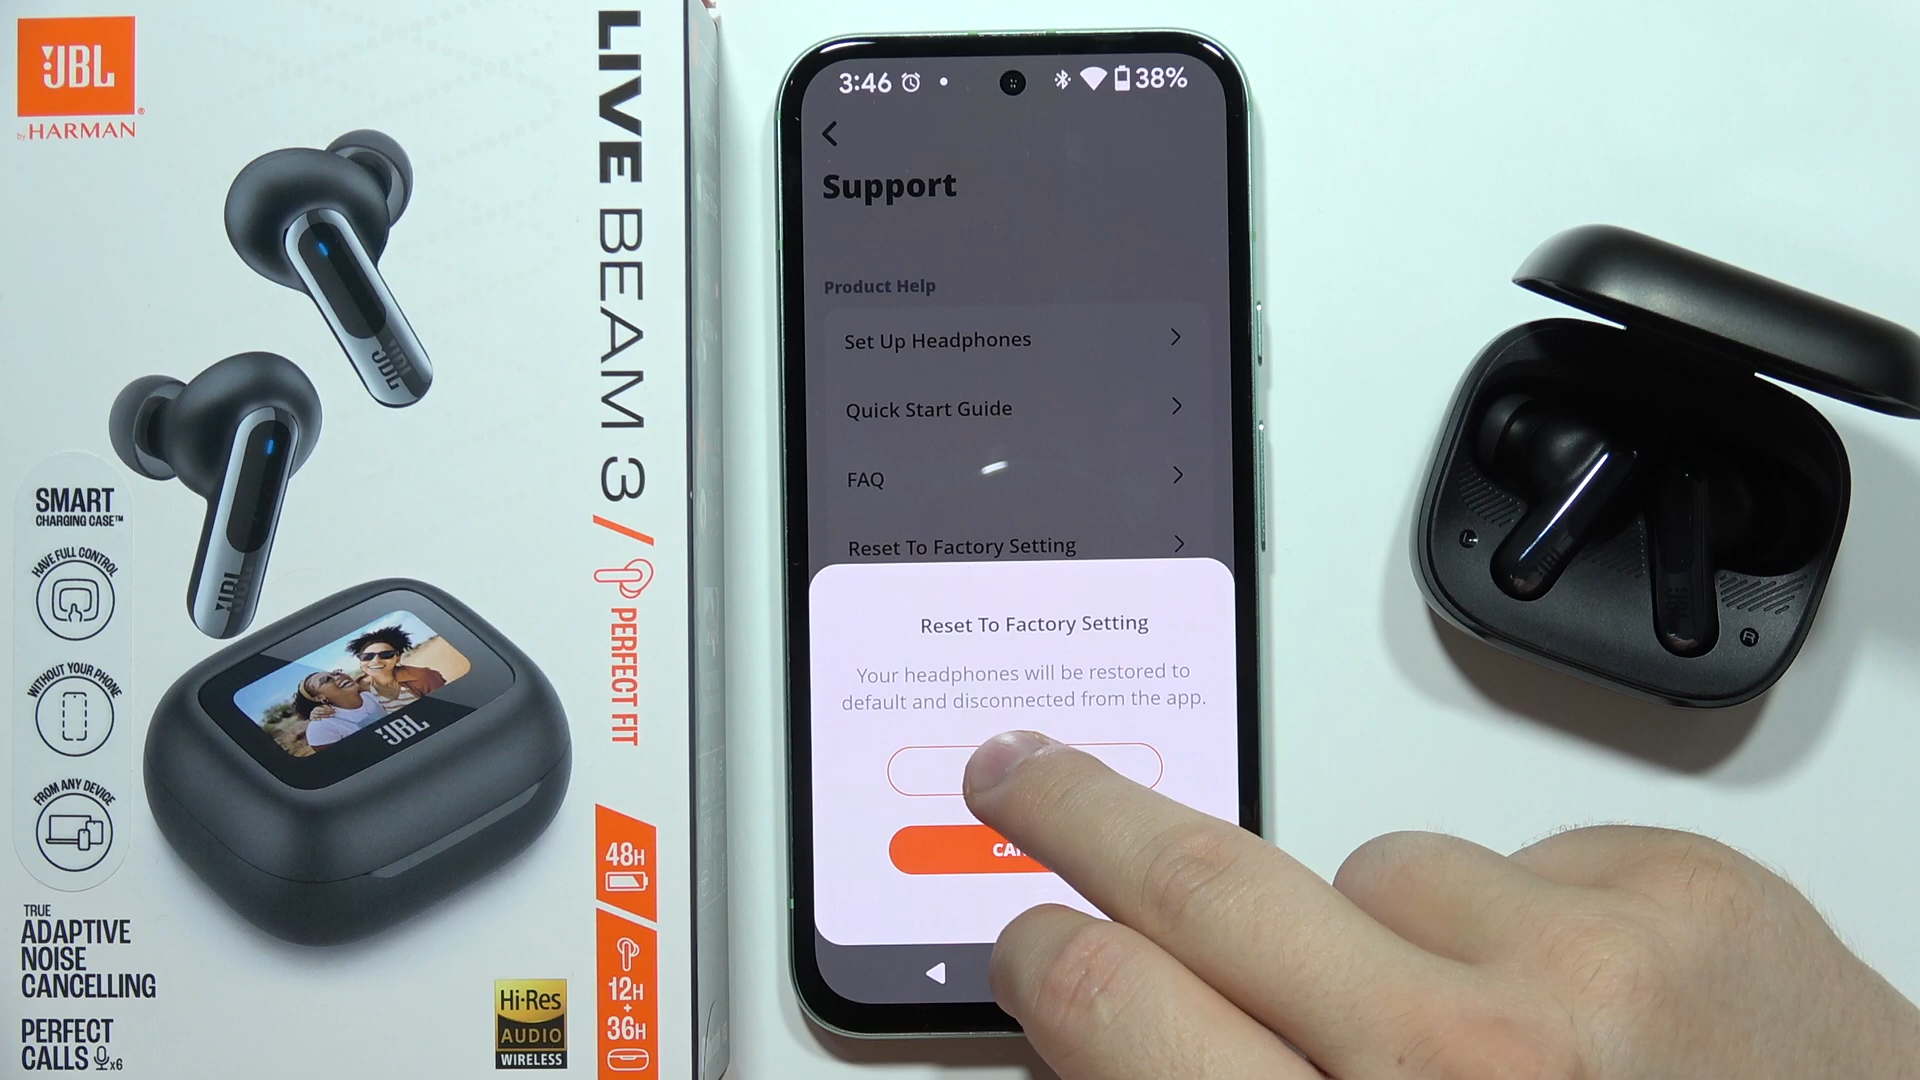 JBL
by HARMAN
LIVE BEAM 3
PERFECT FIT
SMART
CHARGING CASE™
HAVE FULL CONTROL
WITHOUT YOUR PHONE
FROM ANY DEVICE
TRUE
ADAPTIVE
NOISE
CANCELLING
PERFECT
CALLS x6
JBL
JBL
JBL
48H
12H
+
36H
Hi-Res
AUDIO
WIRELESS
3:46
38%
Support
Product Help
Set Up Headphones
Quick Start Guide
FAQ
Reset To Factory Setting
Reset To Factory Setting
Your headphones will be restored to
default and disconnected from the app.
L
JBL
R